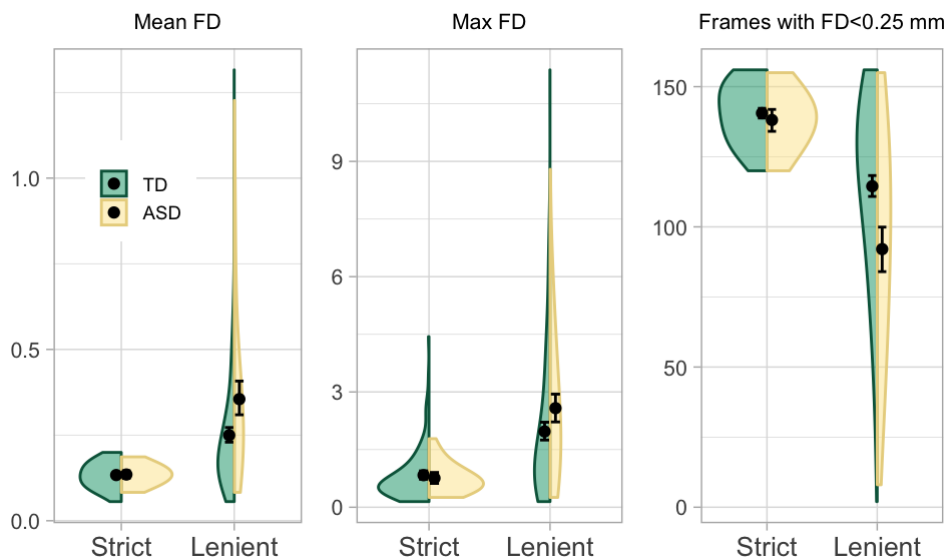 Mean FD
Max FD
Frames with FD<0.25 mm
1.0
0.5
0.0
TD
ASD
Strict
Lenient
9
6
3
0
Strict
Lenient
150
100
50
0
Strict
Lenient